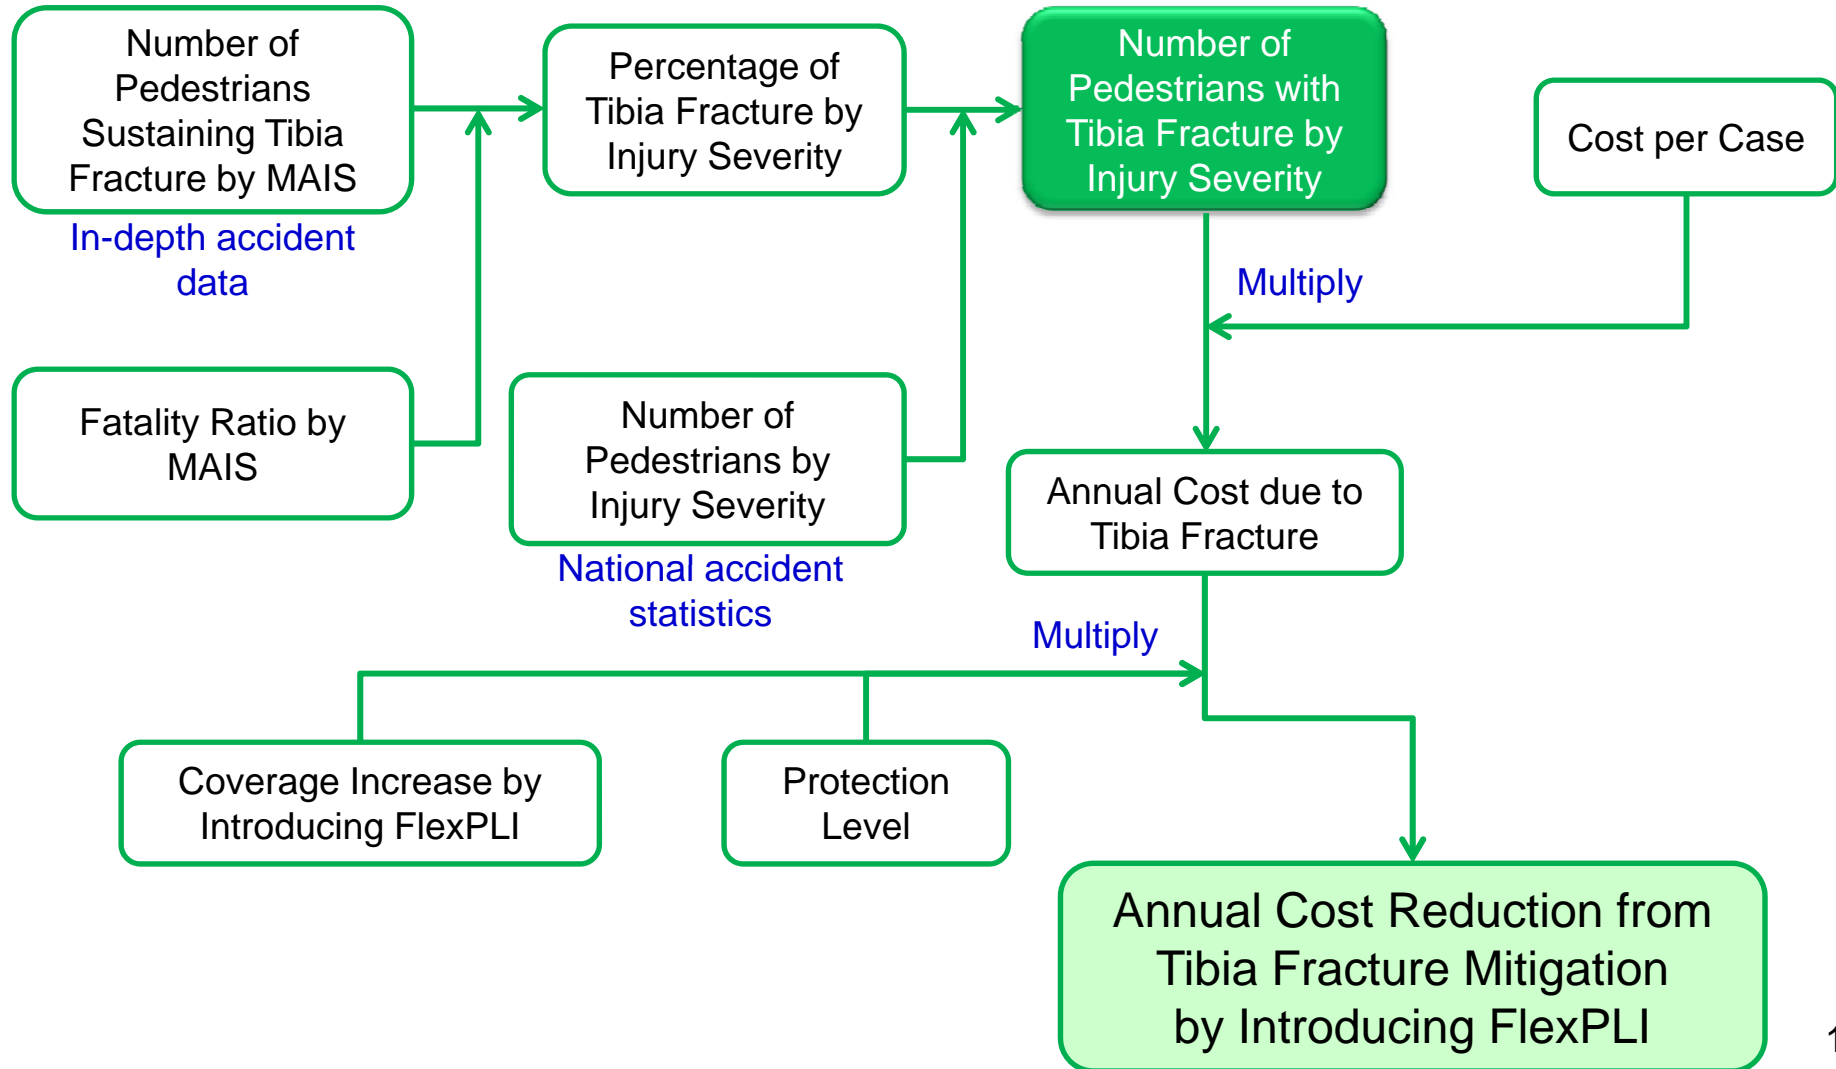 Number of
Pedestrians
Sustaining Tibia
Fracture by MAIS
In-depth accident
data
Percentage of
Tibia Fracture by
Injury Severity
Number of
Pedestrians with
Tibia Fracture by
Injury Severity
Cost per Case
Multiply
Fatality Ratio by
MAIS
Number of
Pedestrians by
Injury Severity
National accident
statistics
Annual Cost due to
Tibia Fracture
Multiply
Coverage Increase by
Introducing FlexPLI
Protection
Level
Annual Cost Reduction from
Tibia Fracture Mitigation
by Introducing FlexPLI